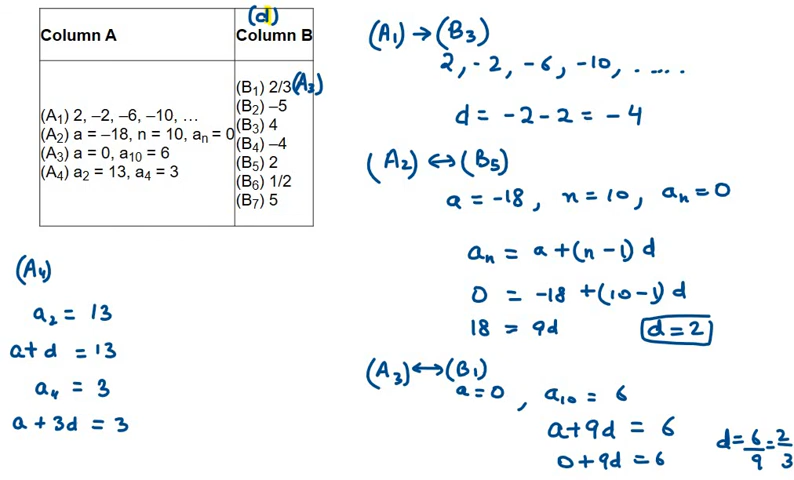 (d)
Column A Column B
(A1) 2, –2, –6, –10, …
(A2) a = –18, n = 10, an = 0
(A3) a = 0, a10 = 6
(A4) a2 = 13, a4 = 3
(B1) 2/3 (A3)
(B2) –5
(B3) 4
(B4) –4
(B5) 2
(B6) 1/2
(B7) 5
(A4)
a2 = 13
a+d = 13
a4 = 3
a + 3d = 3
(A1) → (B3)
2, -2, -6, -10, .....
d = -2-2 = -4
(A2) ↔ (B5)
a = -18, n = 10, an = 0
an = a+(n-1)d
0 = -18 +(10-1)d
18 = 9d d=2
(A3) ↔ (B1)
a=0, a10 = 6
a+9d = 6
0+9d = 6
d = 6/9 = 2/3